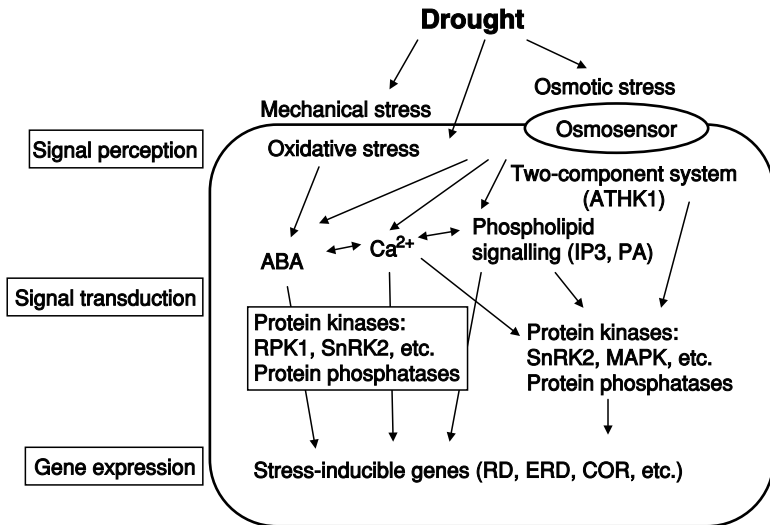 Drought
Osmotic stress
Mechanical stress
Osmosensor
Signal perception
Oxidative stress
Two-component system
(ATHK1)
Phospholipid
signalling (IP3, PA)
Ca²⁺
ABA
Signal transduction
Protein kinases:
RPK1, SnRK2, etc.
Protein phosphatases
Protein kinases:
SnRK2, MAPK, etc.
Protein phosphatases
Gene expression
Stress-inducible genes (RD, ERD, COR, etc.)